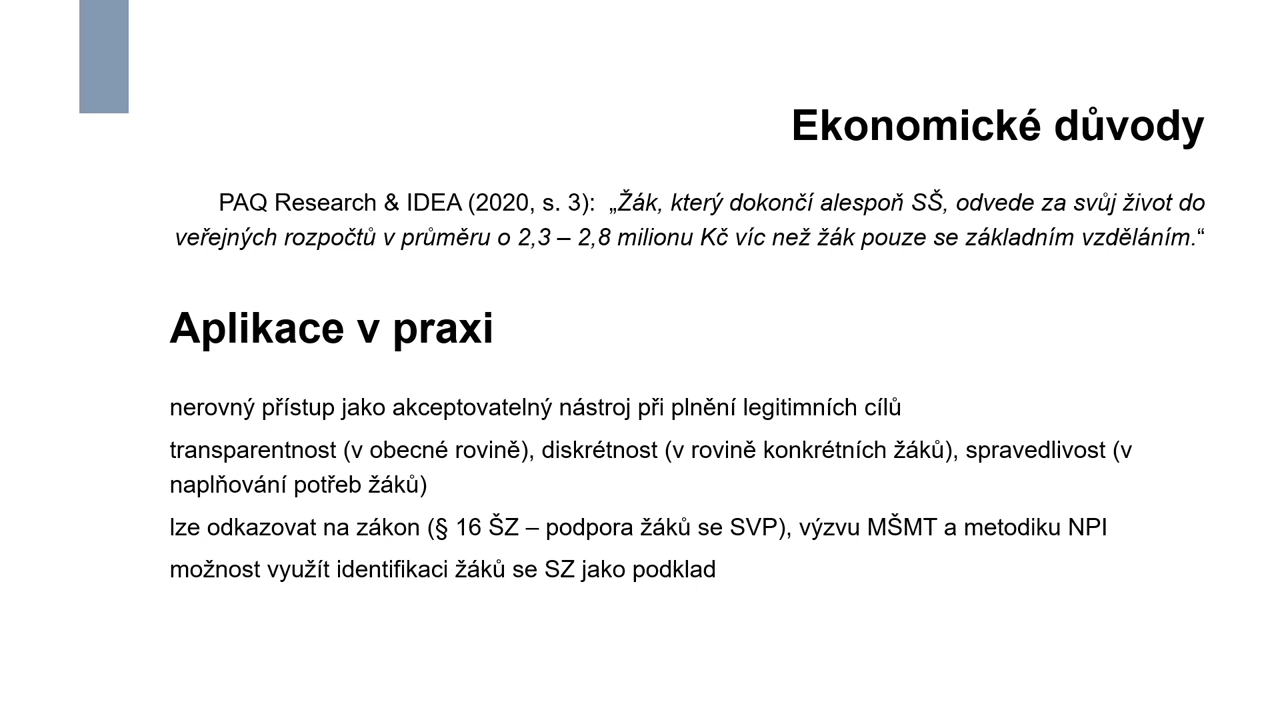 Ekonomické důvody
PAQ Research & IDEA (2020, s. 3):  „Žák, který dokončí alespoň SŠ, odvede za svůj život do
veřejných rozpočtů v průměru o 2,3 – 2,8 milionu Kč víc než žák pouze se základním vzděláním.“
Aplikace v praxi
nerovný přístup jako akceptovatelný nástroj při plnění legitimních cílů
transparentnost (v obecné rovině), diskrétnost (v rovině konkrétních žáků), spravedlivost (v
naplňování potřeb žáků)
lze odkazovat na zákon (§ 16 ŠZ – podpora žáků se SVP), výzvu MŠMT a metodiku NPI
možnost využít identifikaci žáků se SZ jako podklad